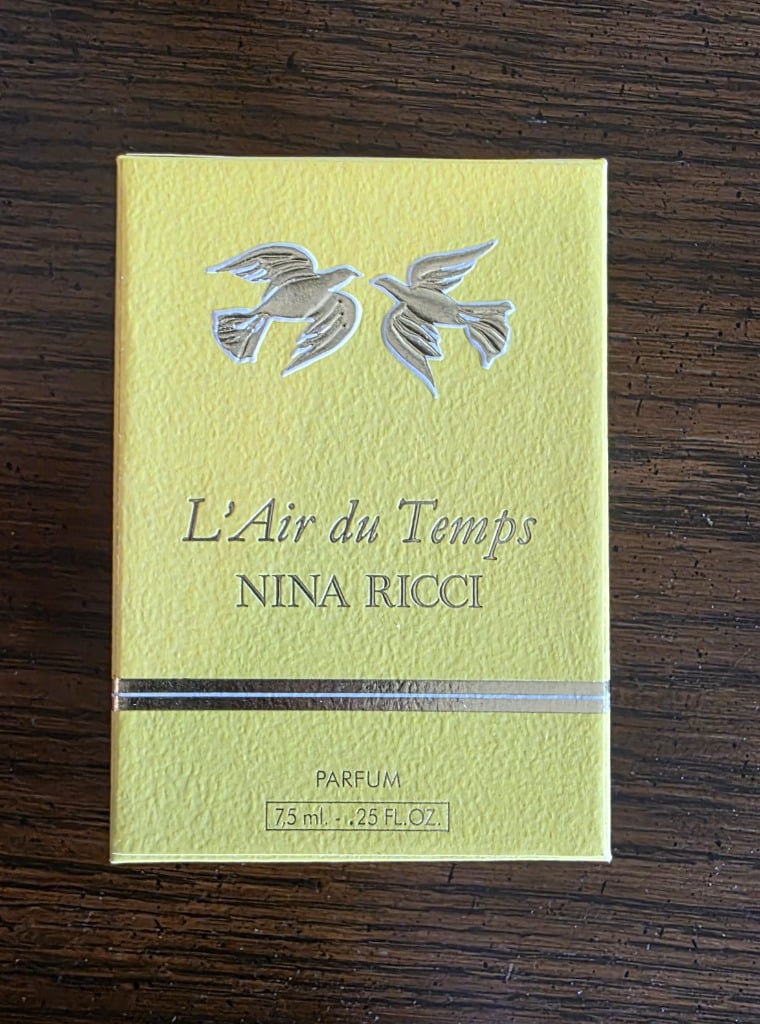 L'Air du Temps
NINA RICCI
PARFUM
7,5 ml. - .25 FL.OZ.